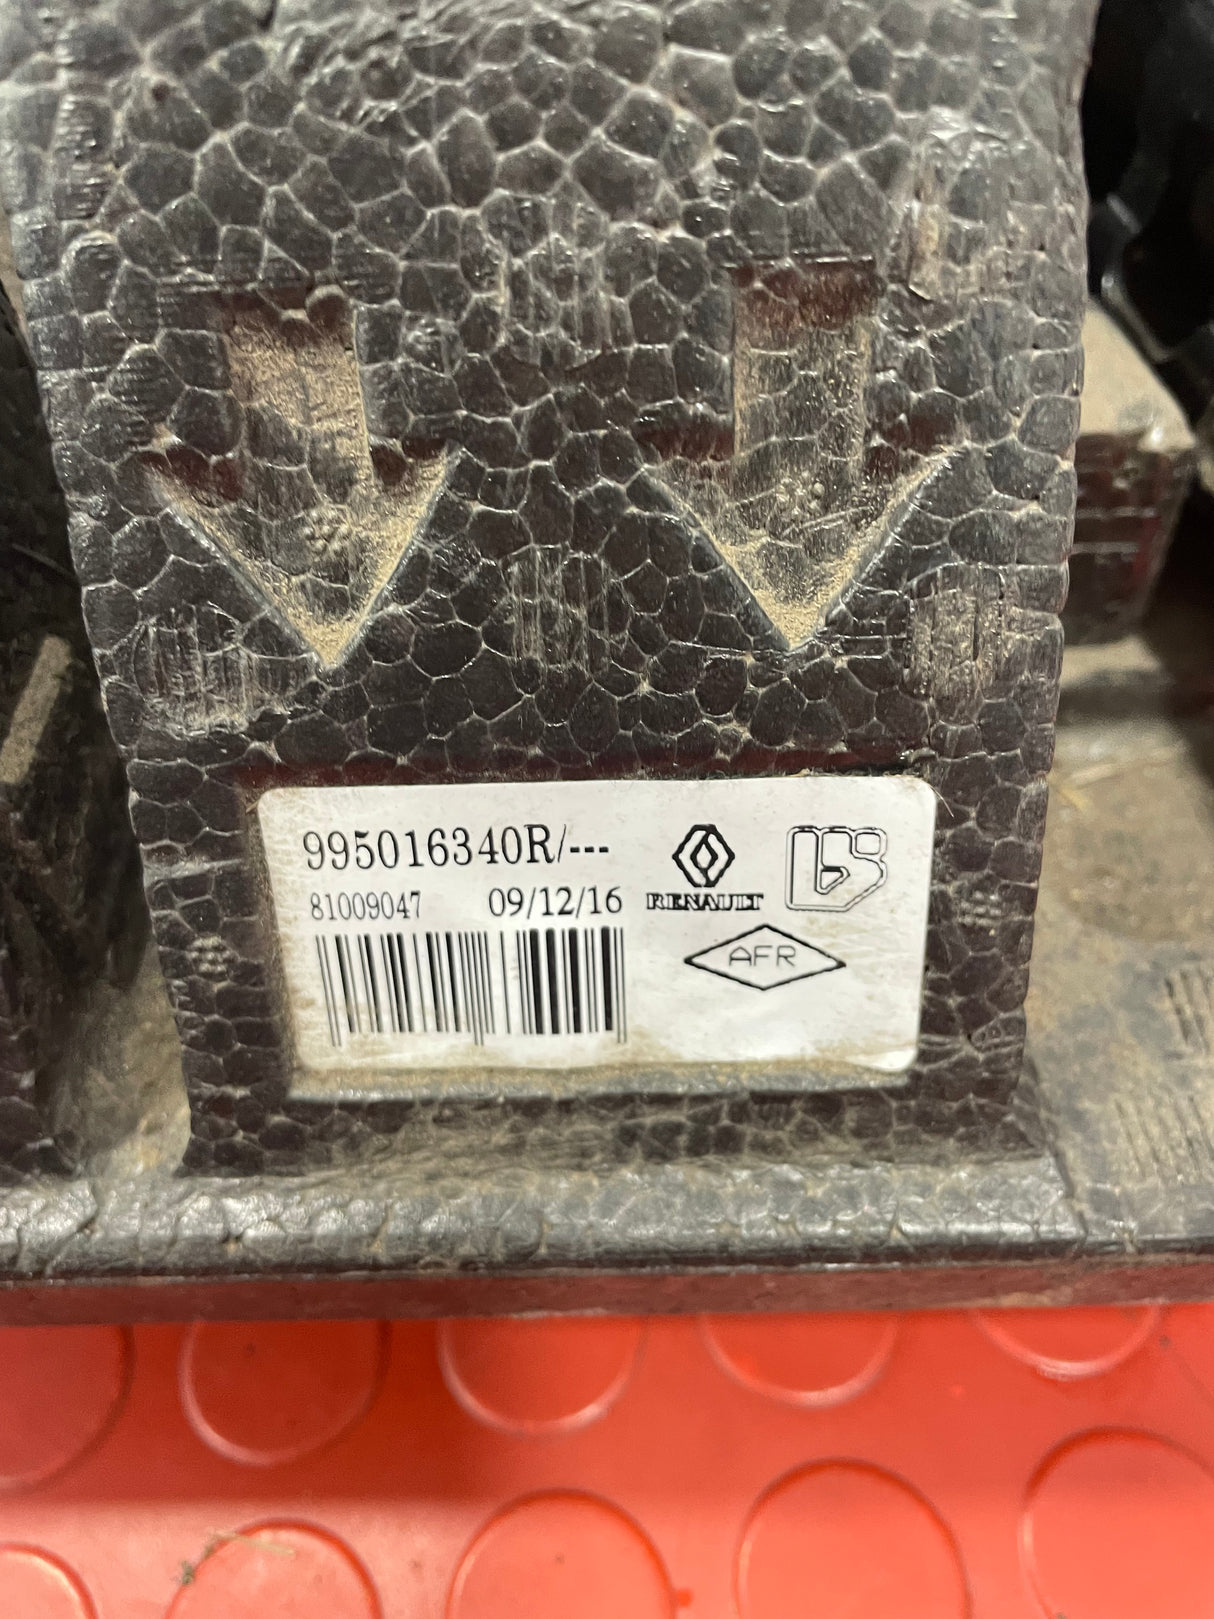 995016340R/---
81009047 09/12/16
RENAULT
AFR